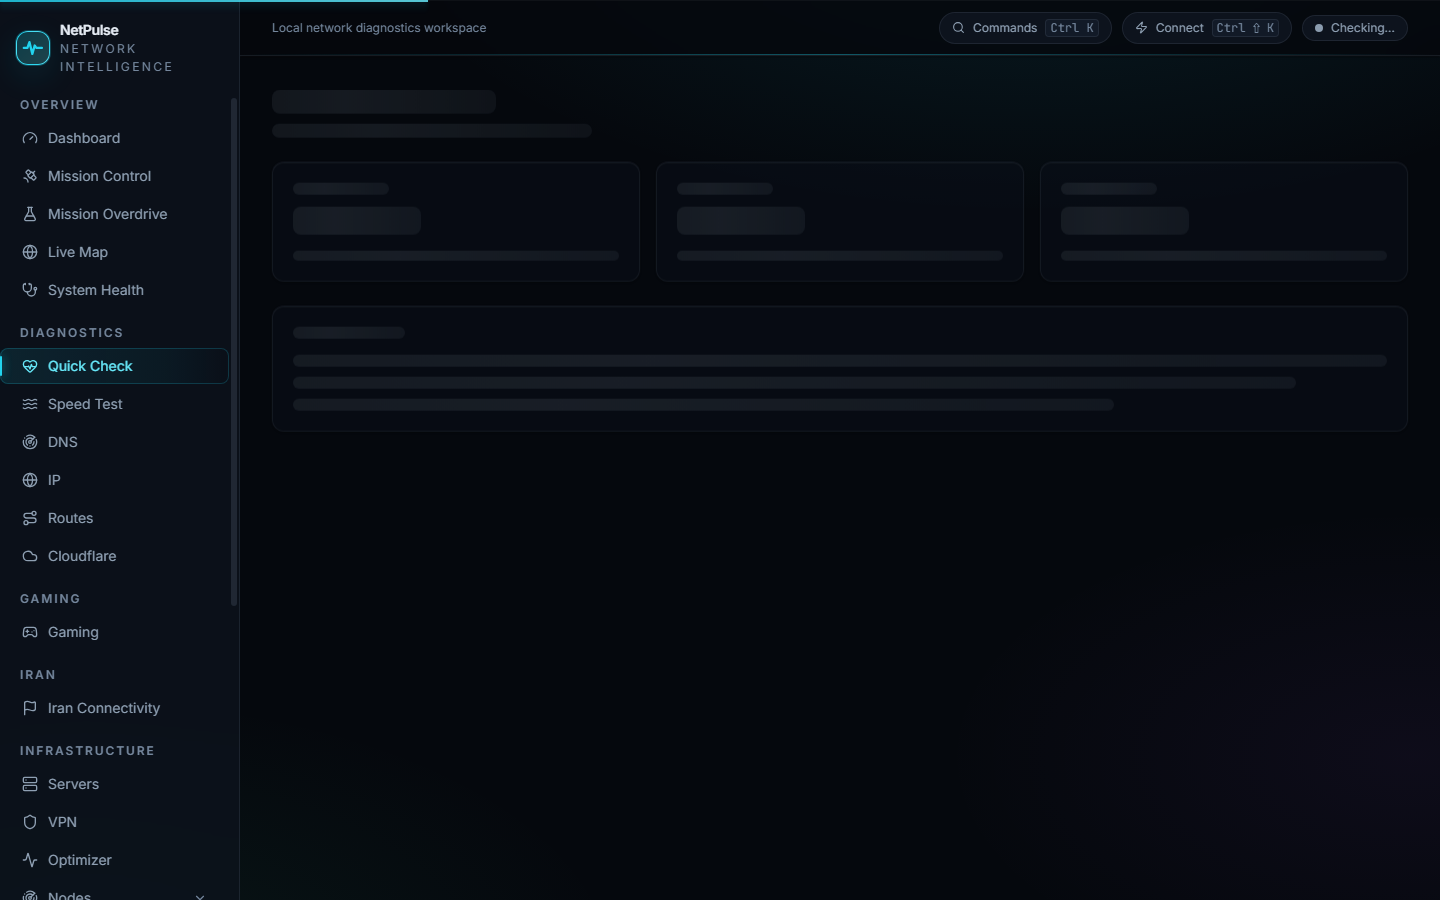 NetPulse
NETWORK
INTELLIGENCE
OVERVIEW
Dashboard
Mission Control
Mission Overdrive
Live Map
System Health
DIAGNOSTICS
Quick Check
Speed Test
DNS
IP
Routes
Cloudflare
GAMING
Gaming
IRAN
Iran Connectivity
INFRASTRUCTURE
Servers
VPN
Optimizer
Nodes
Local network diagnostics workspace
Commands Ctrl K
Connect Ctrl ⇧ K
Checking...